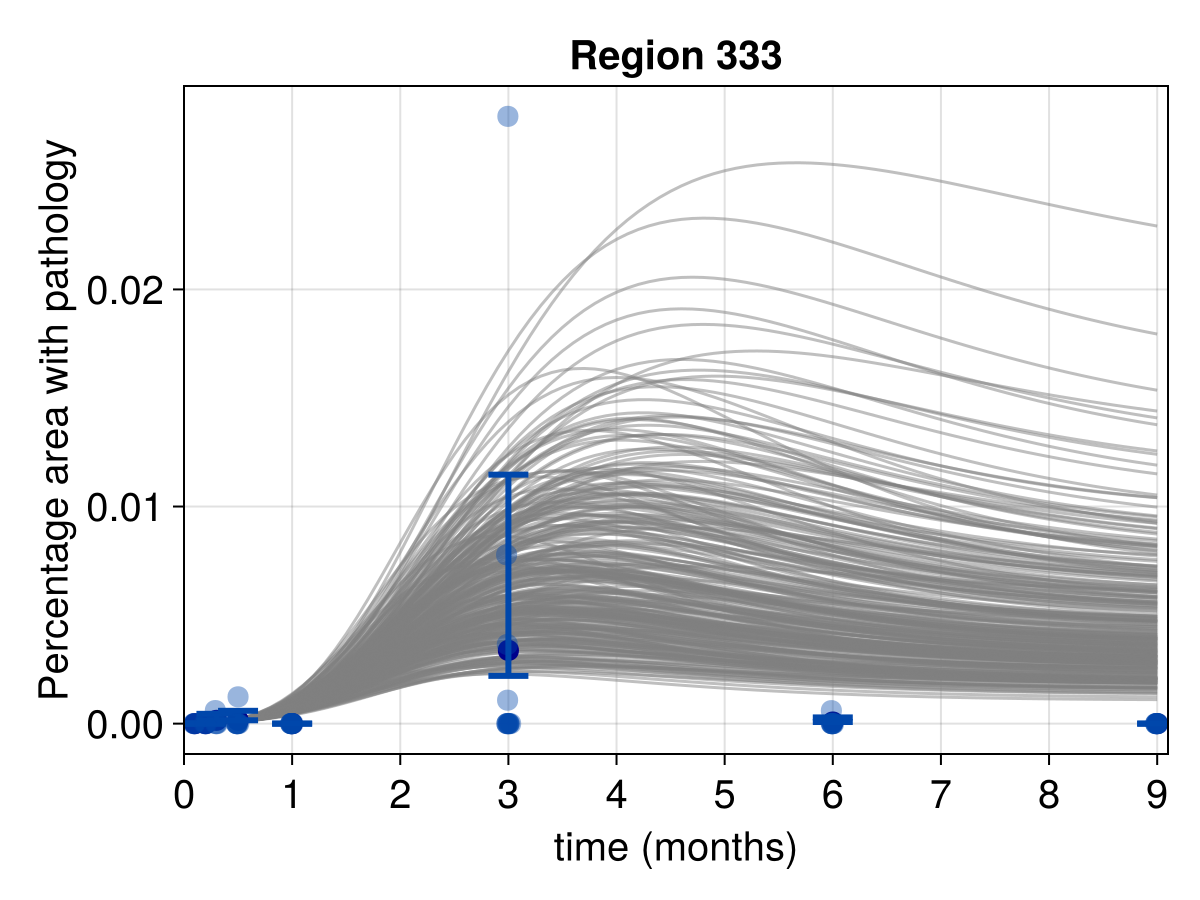 Region 333
Percentage area with pathology
0.02
0.01
0.00
0 1 2 3 4 5 6 7 8 9
time (months)